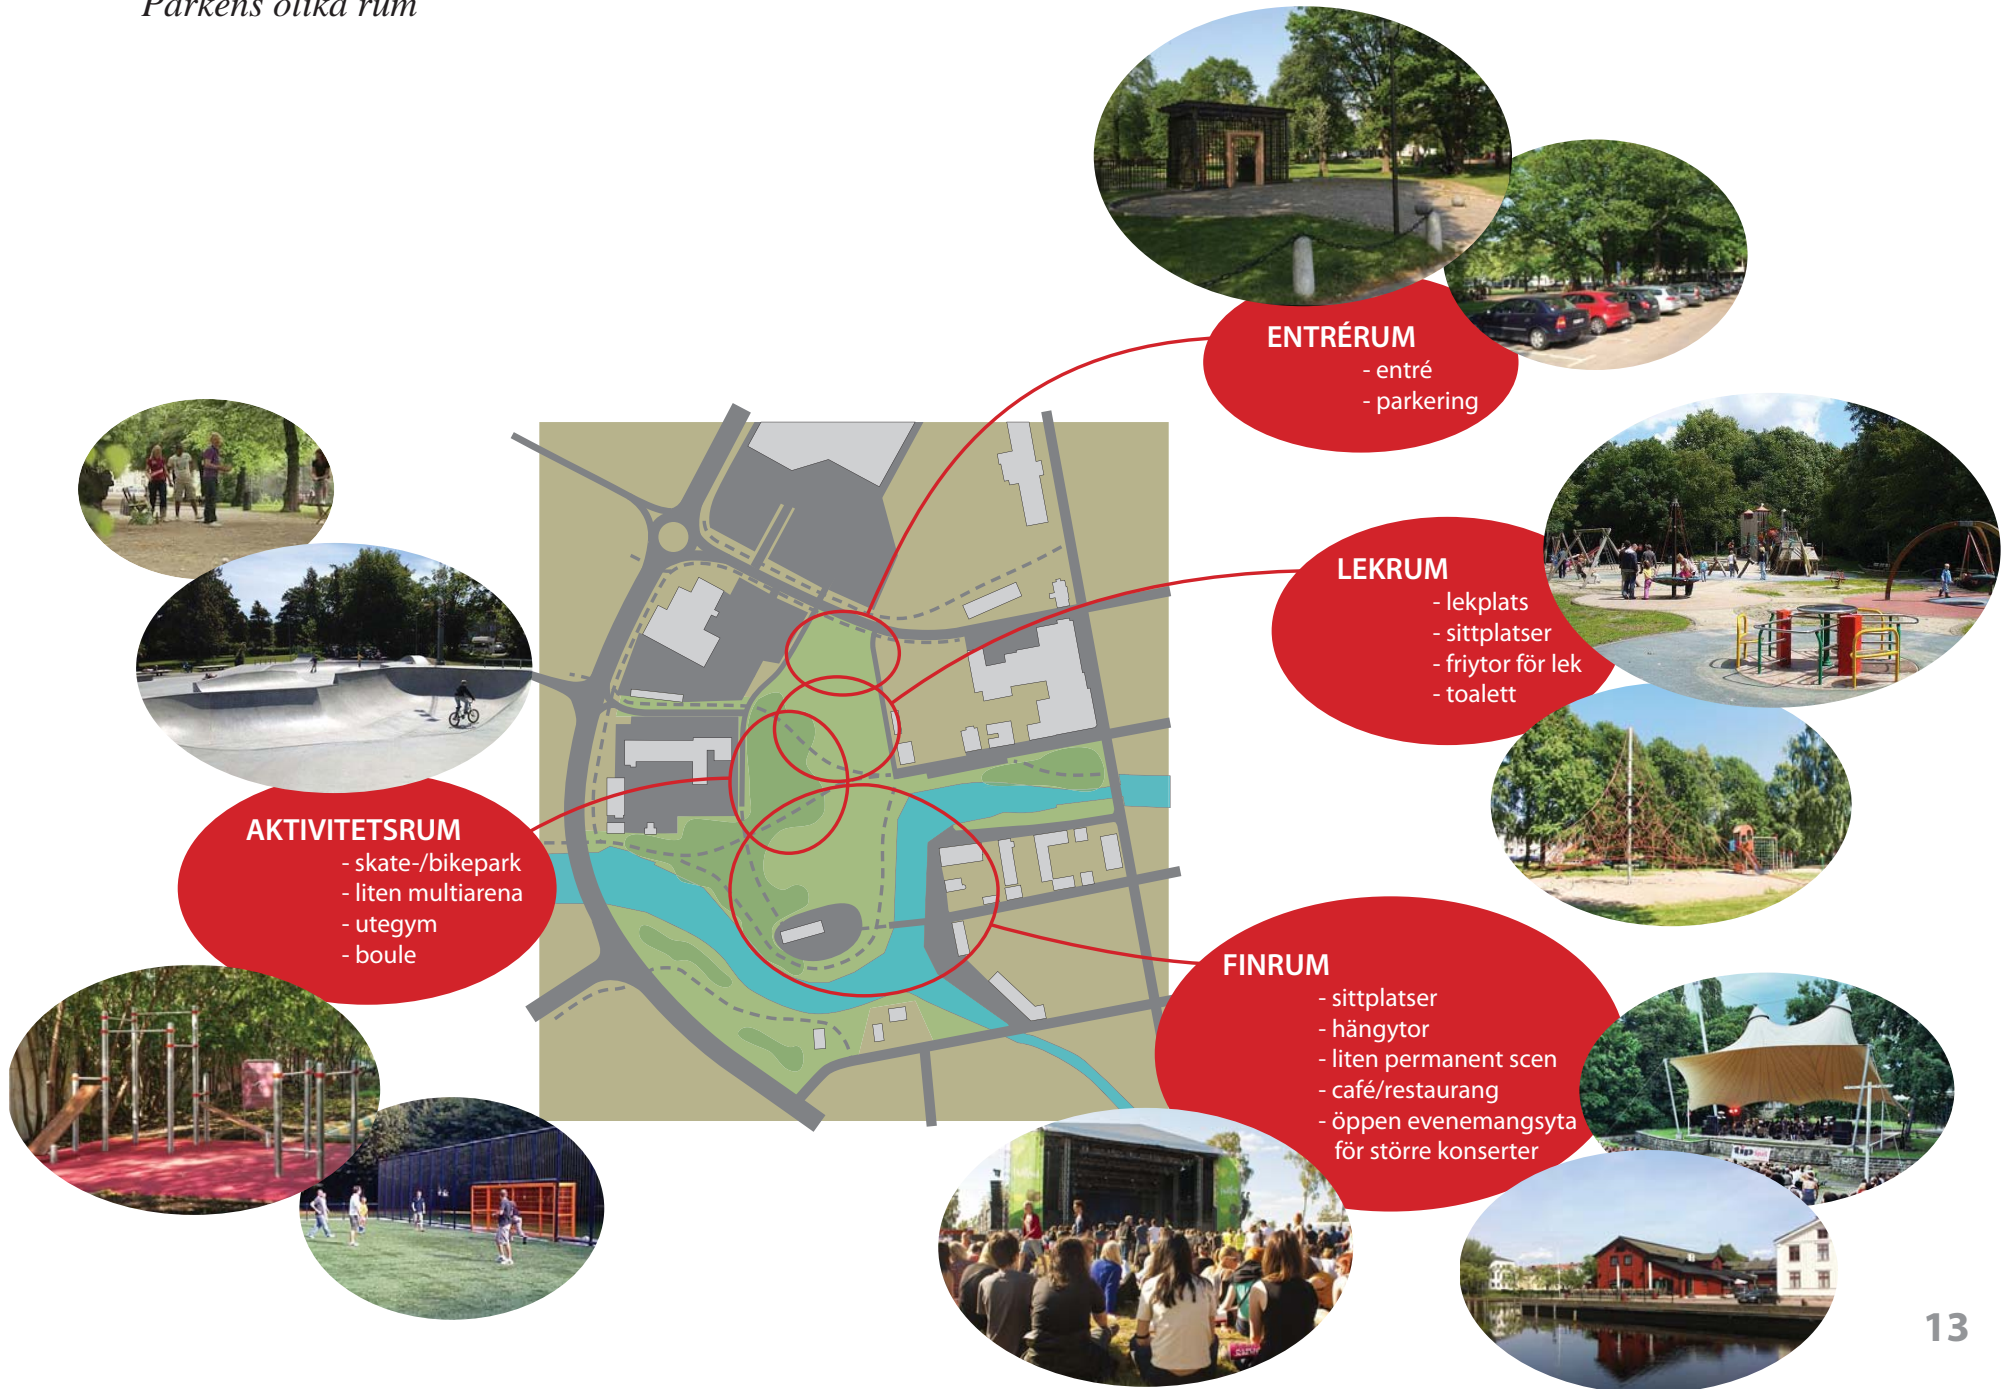 Parkens olika rum
ENTRÉRUM
- entré
- parkering
LEKRUM
- lekplats
- sittplatser
- friytor för lek
- toalett
AKTIVITETSRUM
- skate-/bikepark
- liten multiarena
- utegym
- boule
FINRUM
- sittplatser
- hängytor
- liten permanent scen
- café/restaurang
- öppen evenemangsyta
för större konserter
13